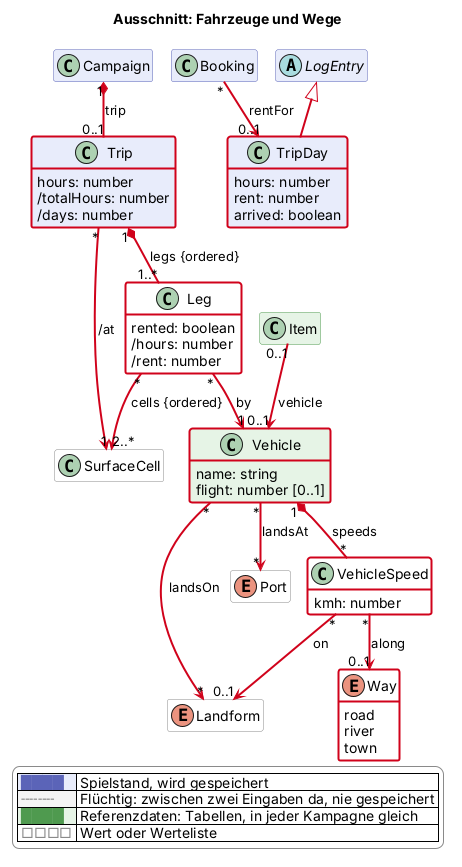 Ausschnitt: Fahrzeuge und Wege
C Campaign
C Booking
A LogEntry
1
trip
0..1
*
rentFor
0..1
C Trip
hours: number
/totalHours: number
/days: number
C TripDay
hours: number
rent: number
arrived: boolean
*
1
legs {ordered}
1..*
/at
C Leg
rented: boolean
/hours: number
/rent: number
C Item
0..1
vehicle
0..1
*
cells {ordered}
2..*
1
*
by
1
C SurfaceCell
C Vehicle
name: string
flight: number [0..1]
*
landsOn
*
*
landsAt
*
1
speeds
*
E Port
C VehicleSpeed
kmh: number
*
on
0..1
*
along
0..1
E Landform
E Way
road
river
town
Spielstand, wird gespeichert
Flüchtig: zwischen zwei Eingaben da, nie gespeichert
Referenzdaten: Tabellen, in jeder Kampagne gleich
Wert oder Werteliste